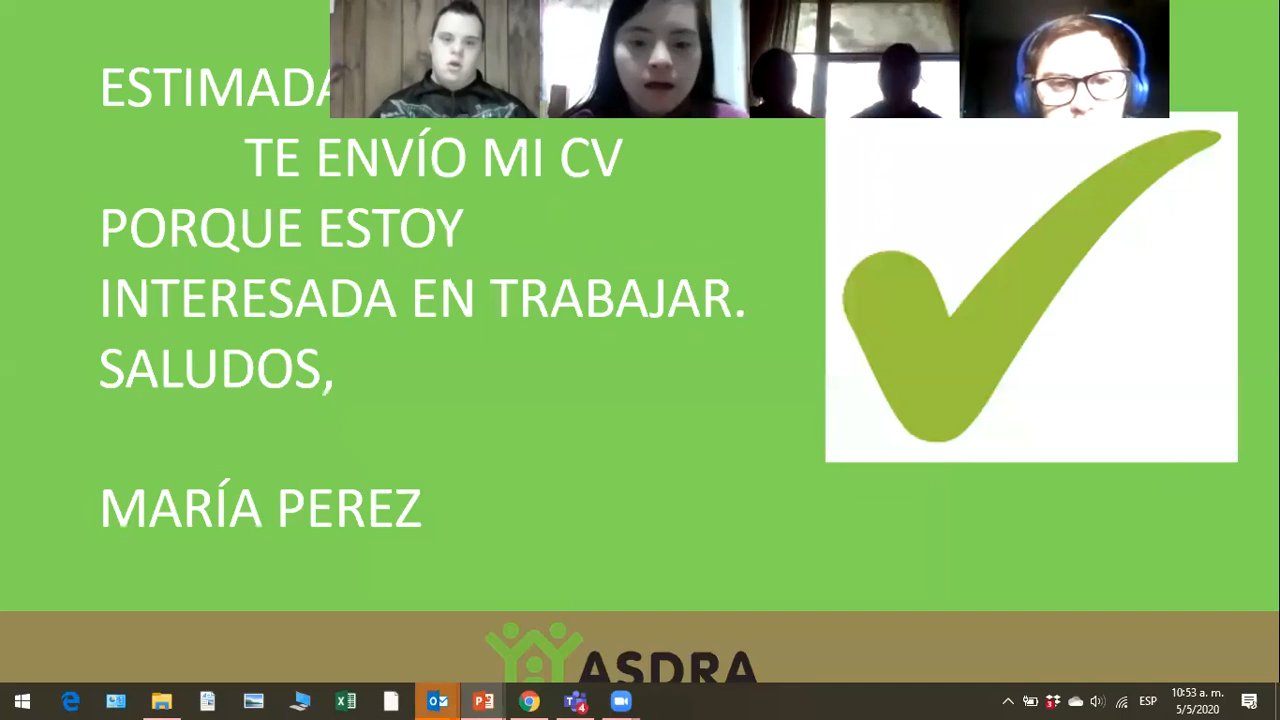 ESTIMADA
TE ENVÍO MI CV
PORQUE ESTOY
INTERESADA EN TRABAJAR.
SALUDOS,
MARÍA PEREZ
ASDRA
ESP
10:53 a. m.
5/5/2020